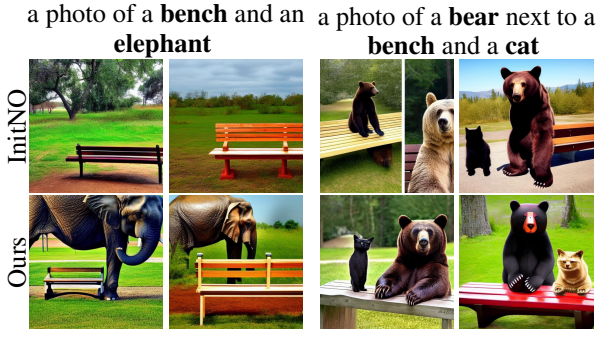 a photo of a bench and an
elephant
a photo of a bear next to a
bench and a cat
InitNO
Ours